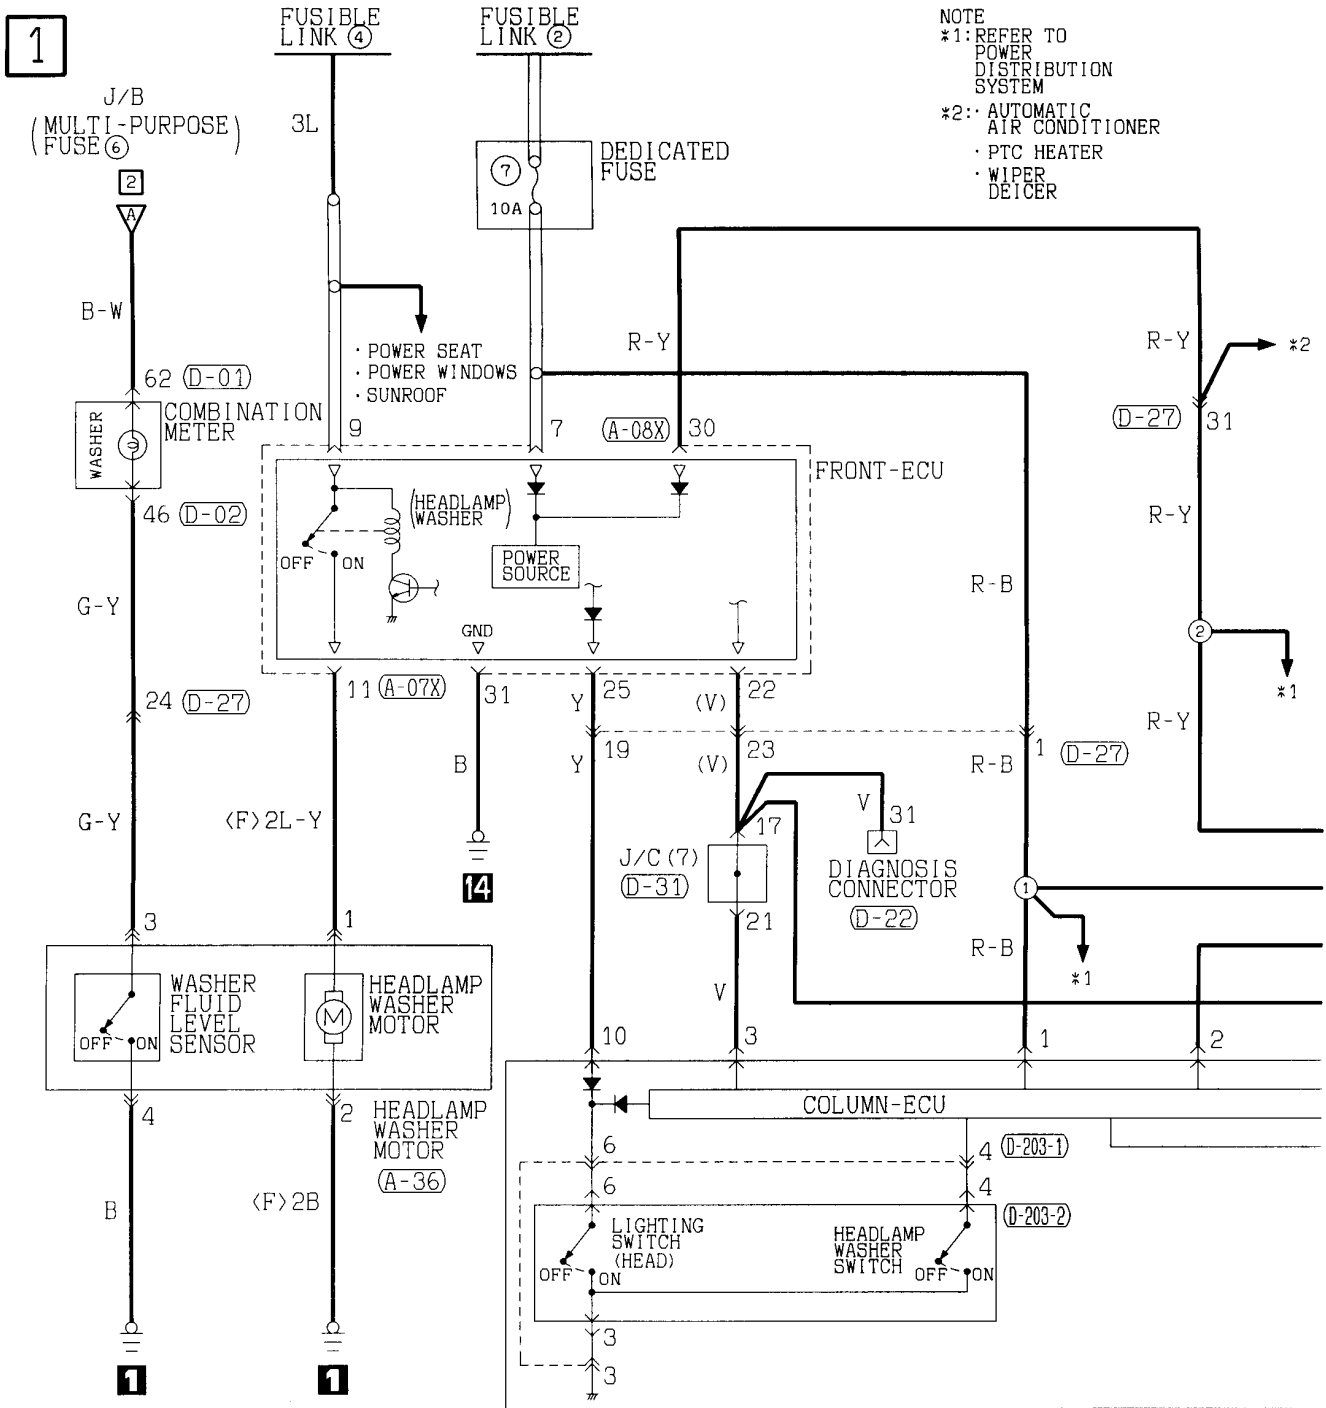 1
FUSIBLE
LINK ④
FUSIBLE
LINK ②
NOTE
*1:REFER TO
POWER
DISTRIBUTION
SYSTEM
*2:· AUTOMATIC
AIR CONDITIONER
· PTC HEATER
· WIPER
DEICER
J/B
(MULTI-PURPOSE)
FUSE⑥
2
A
3L
7
10A
DEDICATED
FUSE
B-W
· POWER SEAT
· POWER WINDOWS
· SUNROOF
R-Y
R-Y
*2
62 (D-01)
COMBINATION
METER
WASHER
9
7
(A-08X) 30
(D-27) 31
FRONT-ECU
46 (D-02)
(HEADLAMP)
WASHER
OFF ON
POWER
SOURCE
R-Y
R-B
G-Y
GND
2
*1
24 (D-27)
11 (A-07X)
31
Y 25
(V) 22
R-Y
19
23
1 (D-27)
B
Y
(V)
R-B
G-Y
<F>2L-Y
V 31
17
J/C(7)
(D-31)
DIAGNOSIS
CONNECTOR
(D-22)
14
1
21
R-B
*1
3
1
WASHER
FLUID
LEVEL
SENSOR
OFF ON
M
HEADLAMP
WASHER
MOTOR
V
10
3
1
2
4
2
HEADLAMP
WASHER
MOTOR
(A-36)
COLUMN-ECU
6
4 (D-203-1)
6
4
(D-203-2)
B
<F>2B
LIGHTING
SWITCH
(HEAD)
OFF ON
HEADLAMP
WASHER
SWITCH
OFF ON
3
3
1
1